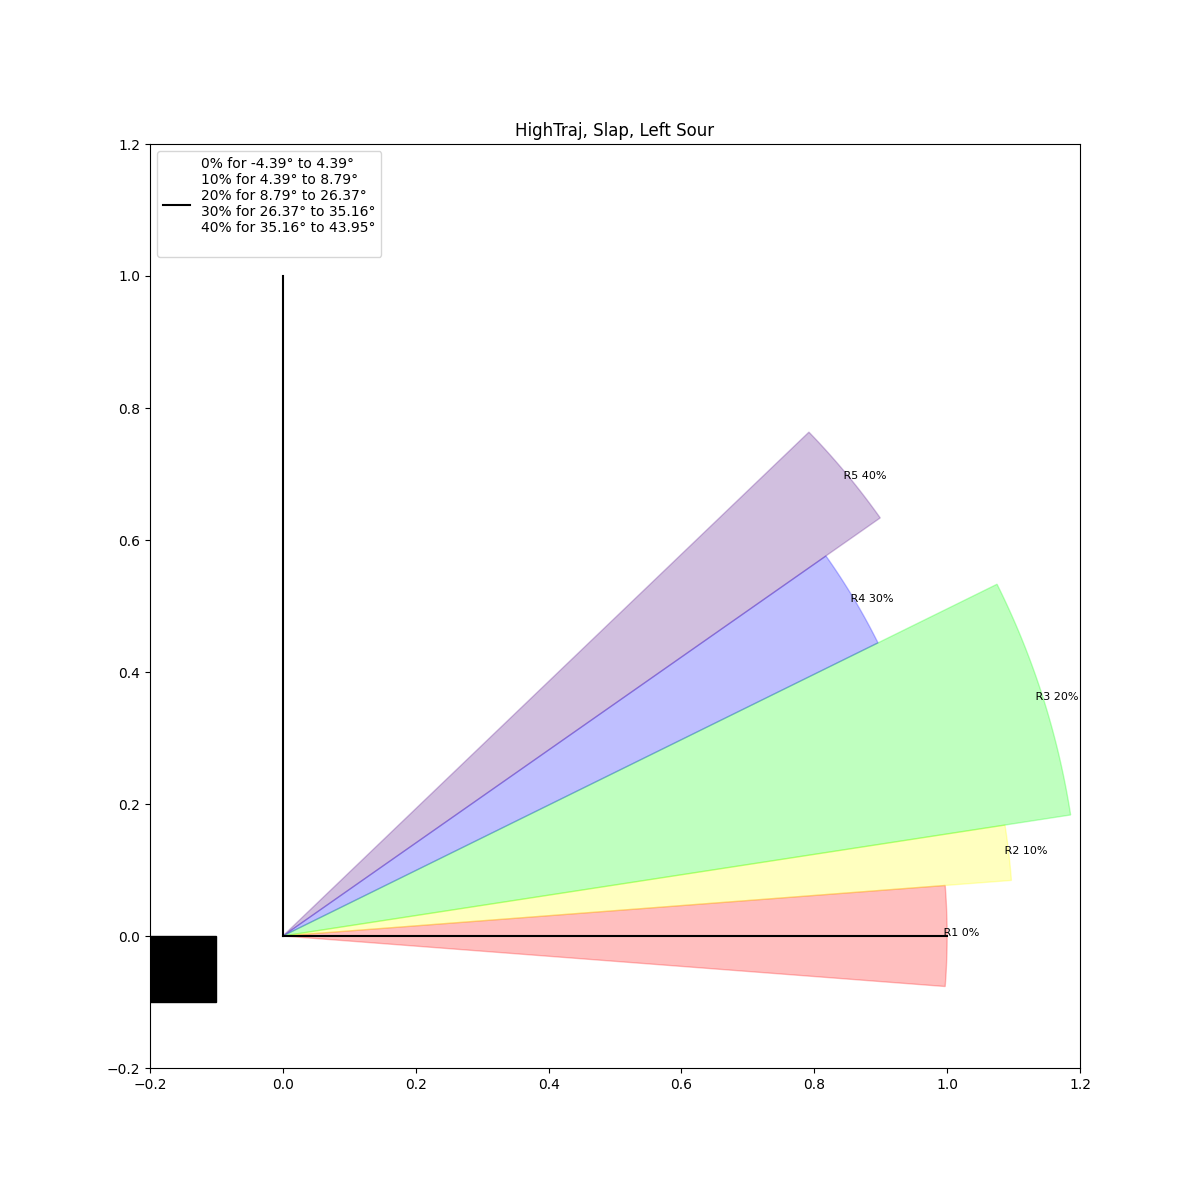 HighTraj, Slap, Left Sour
1.2
0% for -4.39° to 4.39°
10% for 4.39° to 8.79°
20% for 8.79° to 26.37°
30% for 26.37° to 35.16°
40% for 35.16° to 43.95°
1.0
0.8
R5 40%
0.6
R4 30%
0.4
R3 20%
0.2
R2 10%
0.0
R1 0%
−0.2
−0.2 0.0 0.2 0.4 0.6 0.8 1.0 1.2